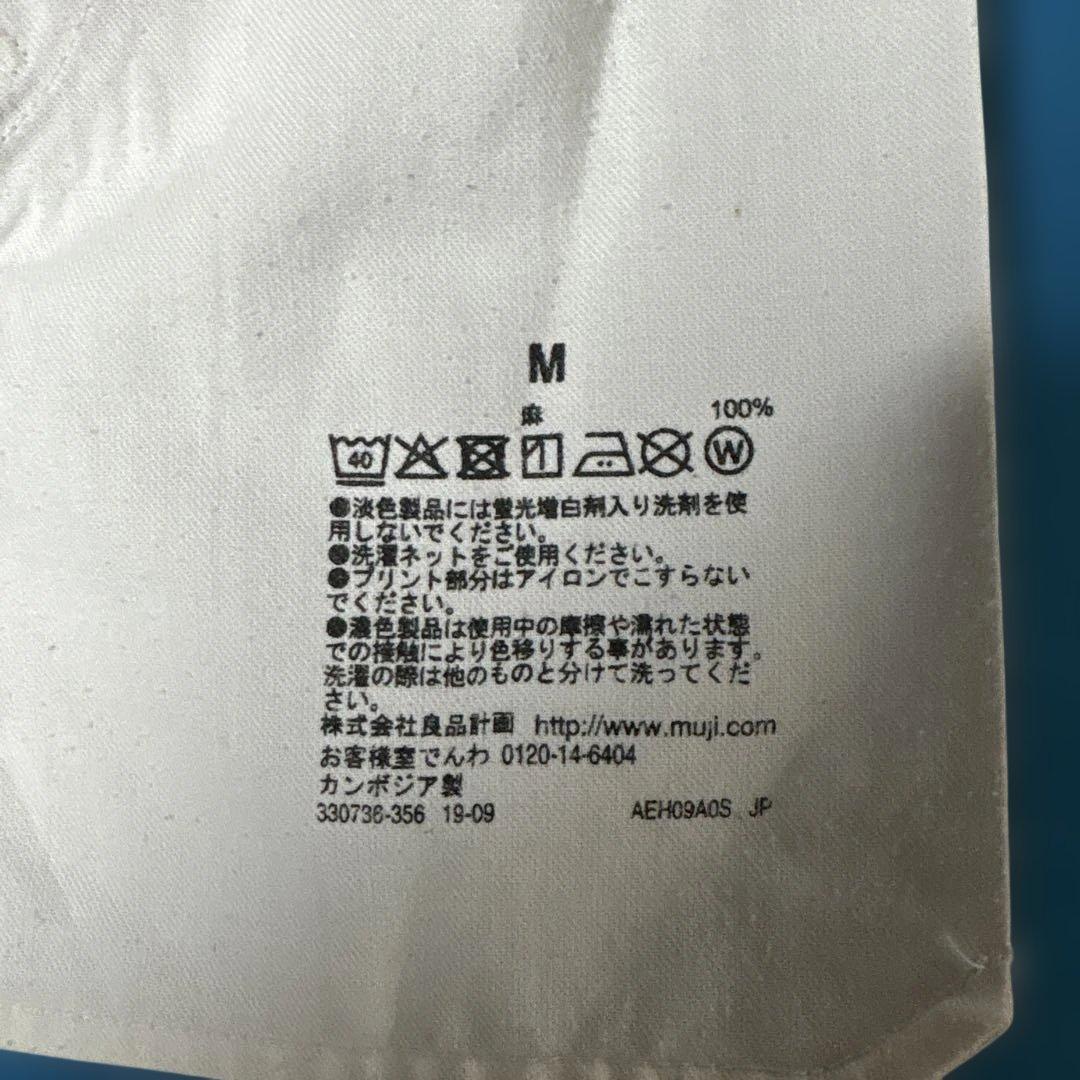 M
麻 100%
40 W
●淡色製品には蛍光増白剤入り洗剤を使
用しないでください。
●洗濯ネットをご使用ください。
●プリント部分はアイロンでこすらない
でください。
●濃色製品は使用中の摩擦や濡れた状態
での接触により色移りする事があります。
洗濯の際は他のものと分けて洗ってくだ
さい。
株式会社良品計画 http://www.muji.com
お客様室でんわ 0120-14-6404
カンボジア製
330736-356 19-09 AEH09A0S JP